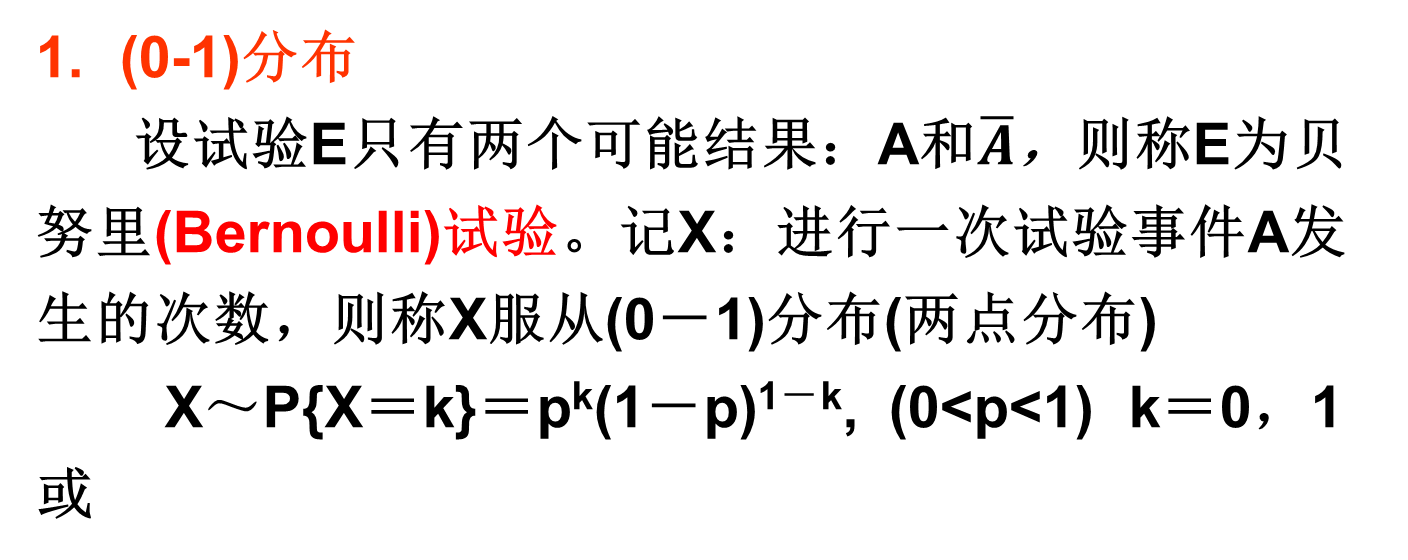 1. (0-1)分布
设试验E只有两个可能结果：A和A̅，则称E为贝
努里(Bernoulli)试验。记X：进行一次试验事件A发
生的次数，则称X服从(0－1)分布(两点分布)
X～P{X＝k}＝pᵏ(1－p)¹⁻ᵏ, (0<p<1) k＝0，1
或